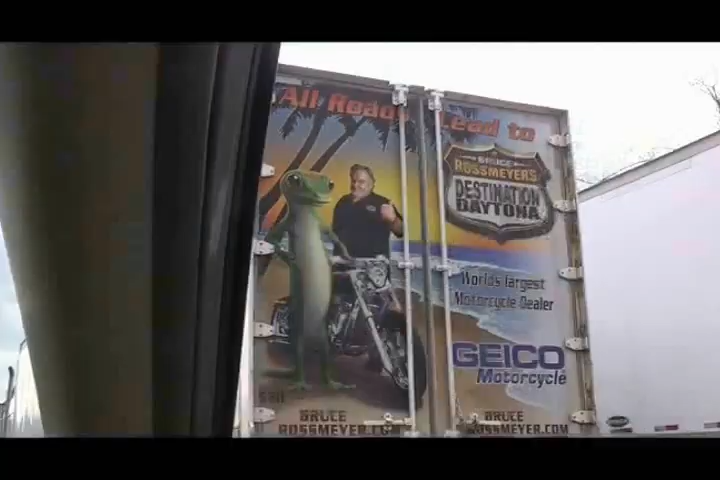 All Roads Lead to
BRUCE
ROSSMEYER'S
DESTINATION
DAYTONA
Worlds largest
Motorcycle Dealer
GEICO
Motorcycle
BRUCE
ROSSMEYER.COM
BRUCE
ROSSMEYER.COM